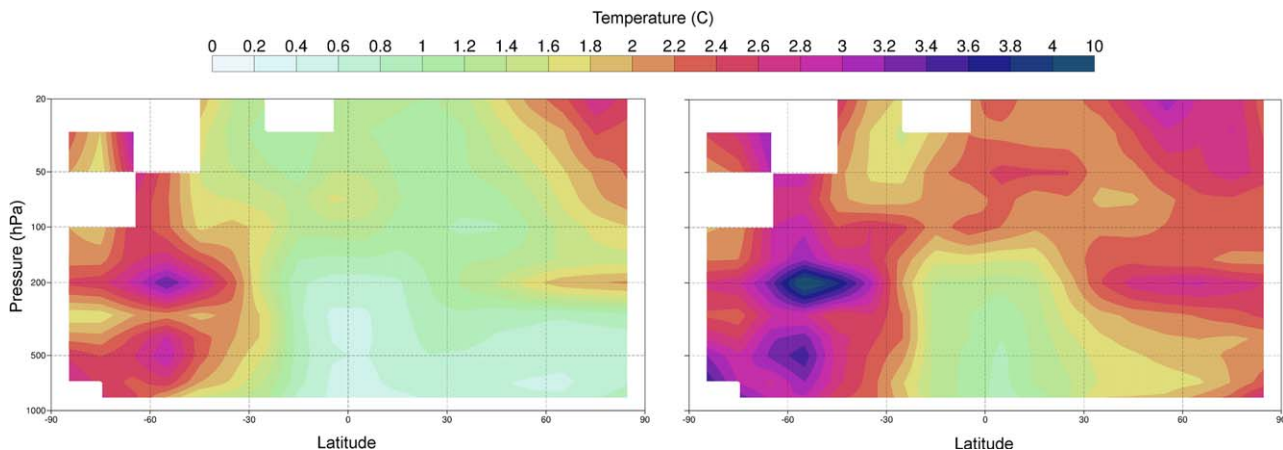 Temperature (C)
0 0.2 0.4 0.6 0.8 1 1.2 1.4 1.6 1.8 2 2.2 2.4 2.6 2.8 3 3.2 3.4 3.6 3.8 4 10
Pressure (hPa)
20
50
100
200
500
1000
-90 -60 -30 0 30 60 90
-90 -60 -30 0 30 60 90
Latitude
Latitude